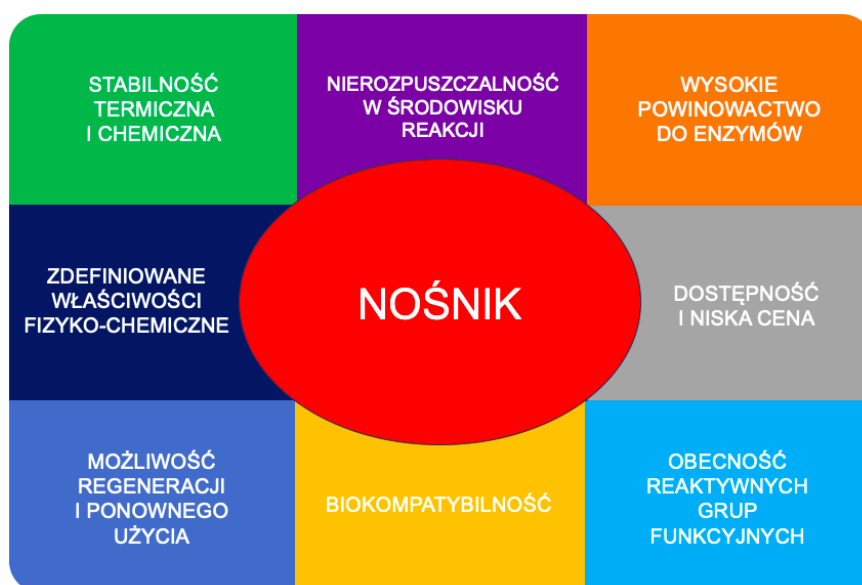 STABILNOŚĆ
TERMICZNA
I CHEMICZNA
NIEROZPUSZCZALNOŚĆ
W ŚRODOWISKU
REAKCJI
WYSOKIE
POWINOWACTWO
DO ENZYMÓW
ZDEFINIOWANE
WŁAŚCIWOŚCI
FIZYKO-CHEMICZNE
NOŚNIK
DOSTĘPNOŚĆ
I NISKA CENA
MOŻLIWOŚĆ
REGENERACJI
I PONOWNEGO
UŻYCIA
BIOKOMPATYBILNOŚĆ
OBECNOŚĆ
REAKTYWNYCH
GRUP
FUNKCYJNYCH